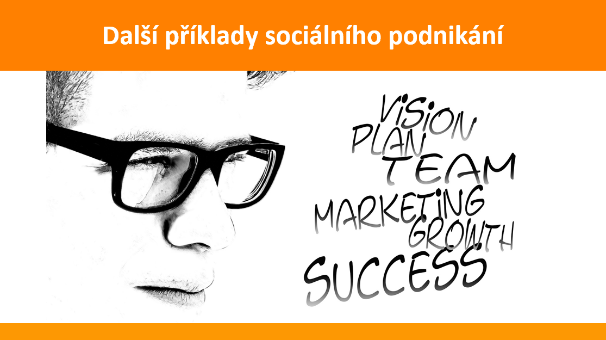 Další příklady sociálního podnikání
VISION
PLAN
TEAM
MARKETING
GROWTH
SUCCESS